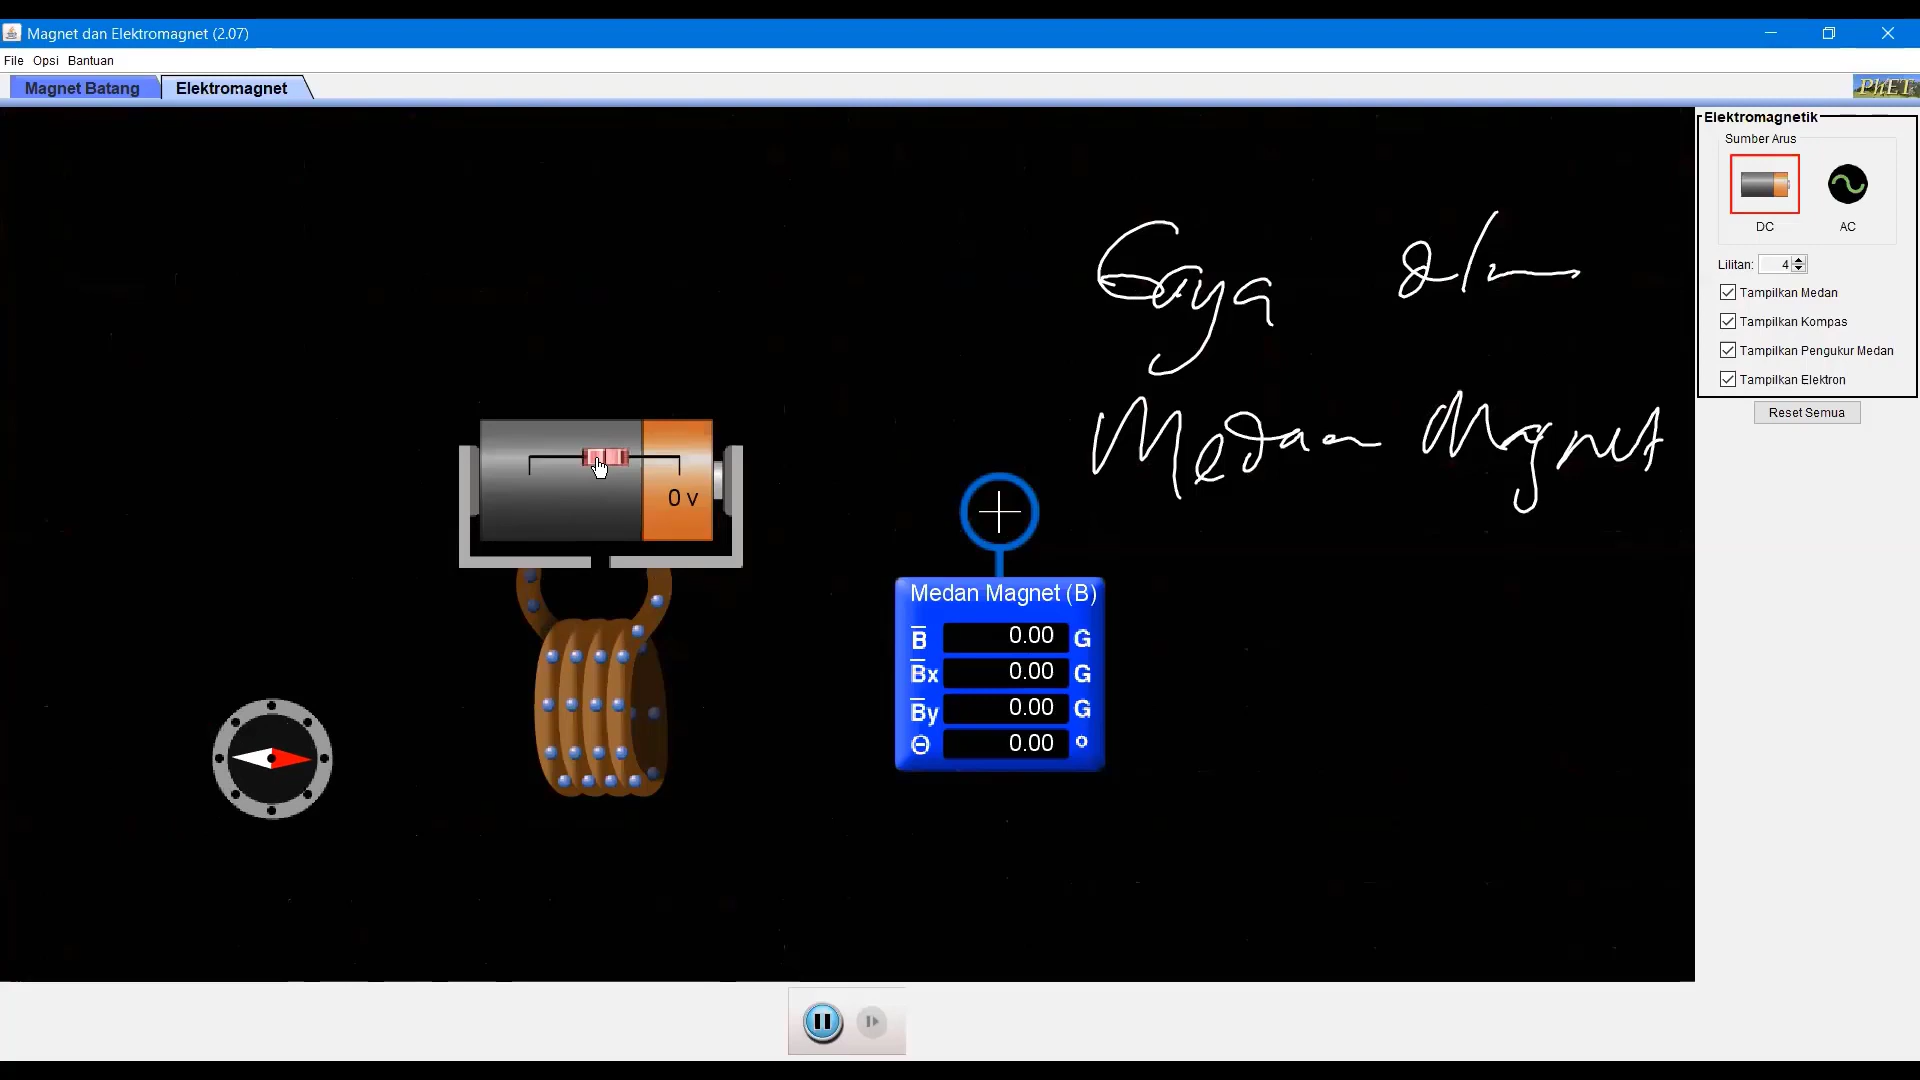 Magnet dan Elektromagnet (2.07)
File Opsi Bantuan
Magnet Batang Elektromagnet
PhET
Elektromagnetik
Sumber Arus
DC AC
Lilitan: 4
Tampilkan Medan
Tampilkan Kompas
Tampilkan Pengukur Medan
Tampilkan Elektron
Reset Semua
Gaya
Medan Magnet
0 v
Medan Magnet (B)
B 0.00 G
Bx 0.00 G
By 0.00 G
Θ 0.00 °